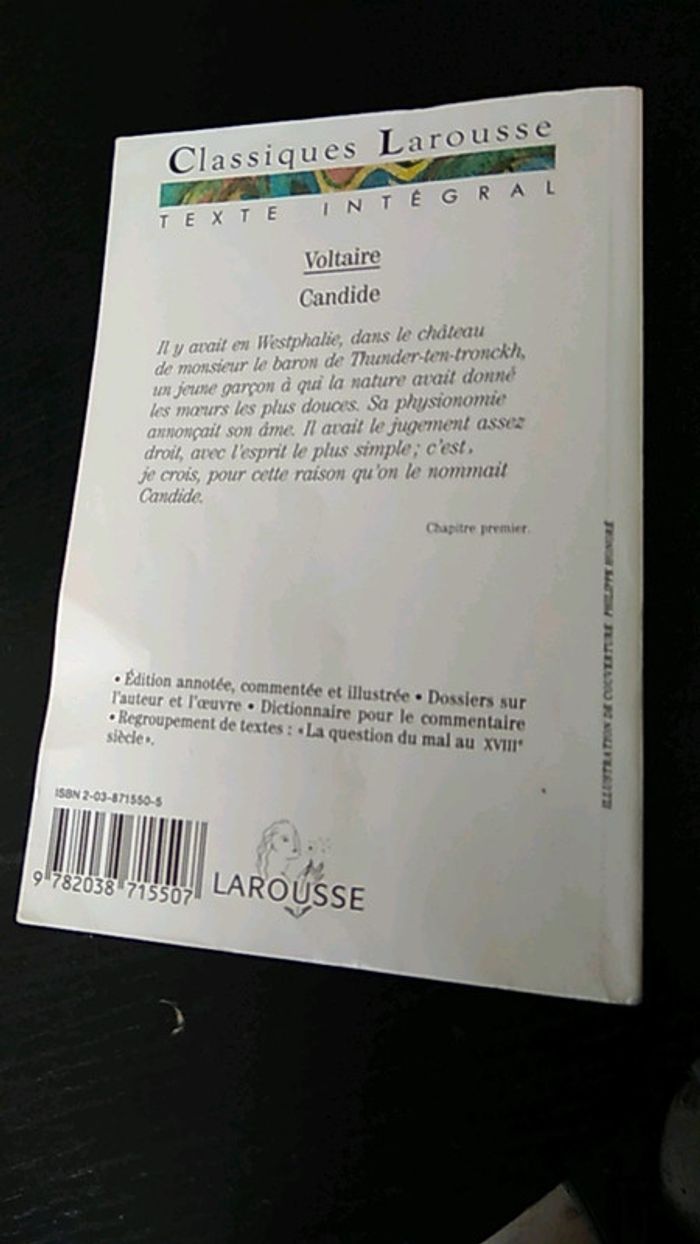 Classiques Larousse
TEXTE INTÉGRAL
Voltaire
Candide
Il y avait en Westphalie, dans le château
de monsieur le baron de Thunder-ten-tronckh,
un jeune garçon à qui la nature avait donné
les mœurs les plus douces. Sa physionomie
annonçait son âme. Il avait le jugement assez
droit, avec l'esprit le plus simple ; c'est,
je crois, pour cette raison qu'on le nommait
Candide.
Chapitre premier.
• Édition annotée, commentée et illustrée • Dossiers sur
l'auteur et l'œuvre • Dictionnaire pour le commentaire
• Regroupement de textes : «La question du mal au XVIIIe
siècle».
ISBN 2-03-871550-5
9 782038 715507
LAROUSSE
ILLUSTRATION DE COUVERTURE PHILIPPE HONORÉ